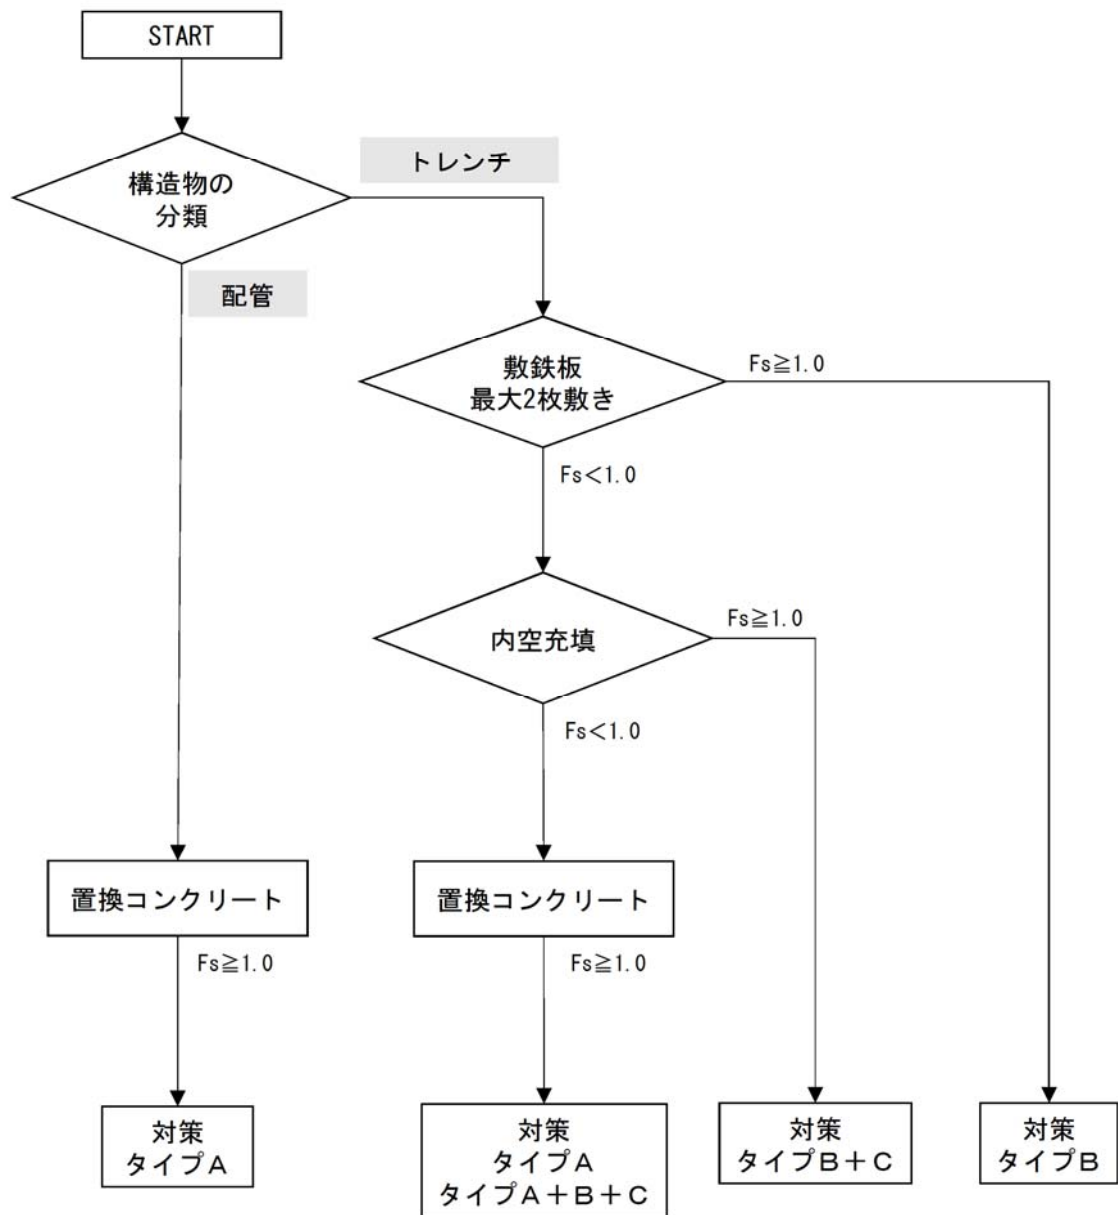 START
構造物の
分類
トレンチ
配管
敷鉄板
最大2枚敷き
Fs≧1.0
Fs<1.0
内空充填
Fs≧1.0
Fs<1.0
置換コンクリート
置換コンクリート
Fs≧1.0
Fs≧1.0
対策
タイプA
対策
タイプA
タイプA+B+C
対策
タイプB+C
対策
タイプB